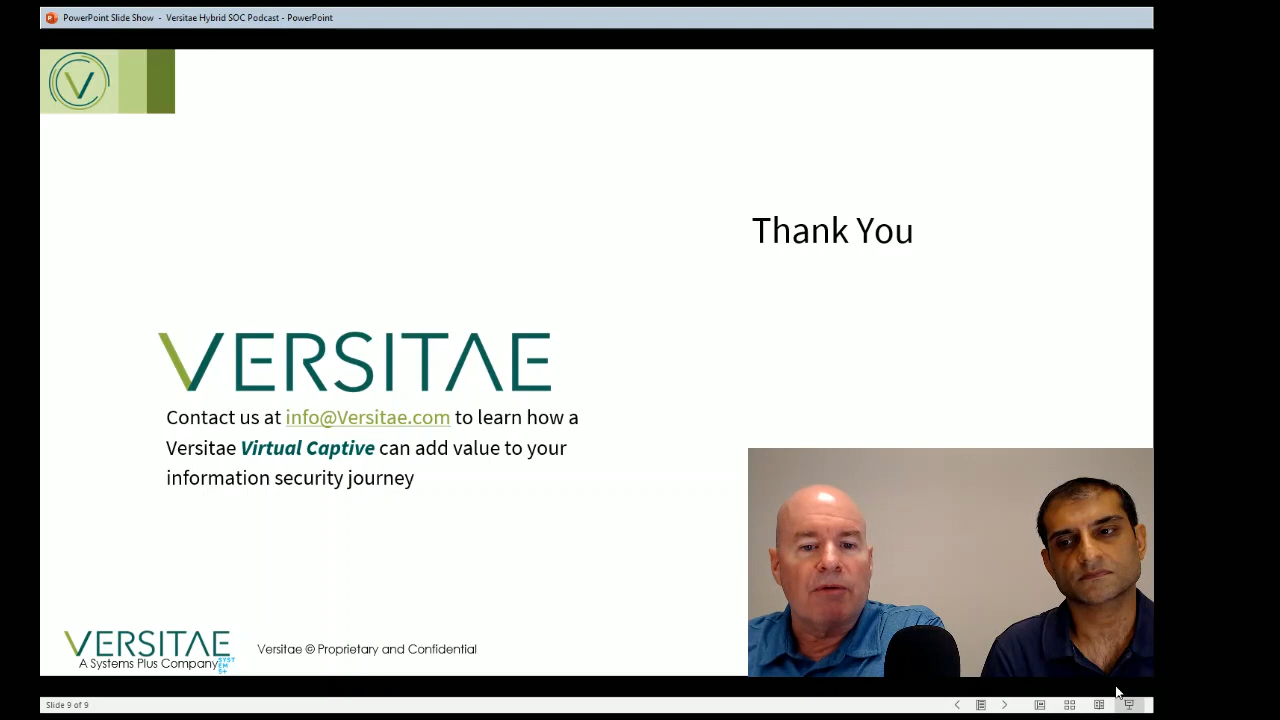 PowerPoint Slide Show - Versitae Hybrid SOC Podcast - PowerPoint
V
Thank You
VERSITAE
Contact us at info@Versitae.com to learn how a
Versitae Virtual Captive can add value to your
information security journey
VERSITAE
A Systems Plus Company
SYST
EM
S+
Versitae © Proprietary and Confidential
Slide 9 of 9